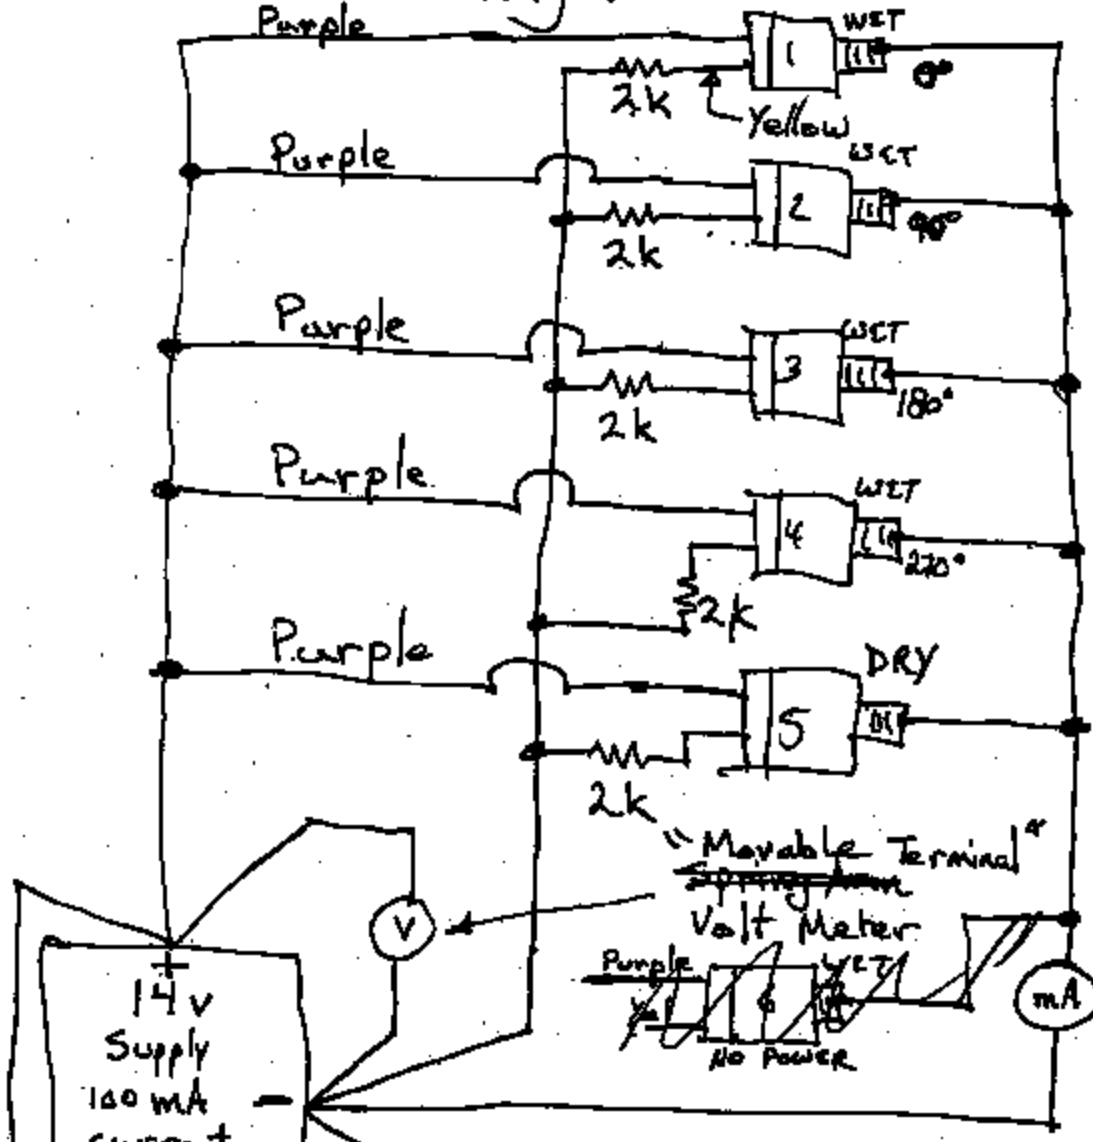 Purple
1
WET
0°
2k
Yellow
Purple
2
WET
90°
2k
Purple
3
WET
180°
2k
Purple
4
WET
270°
2k
Purple
5
DRY
2k
"Movable Terminal"
Volt Meter
V
Purple
6
WET
NO POWER
mA
+
14v
Supply
100 mA
-